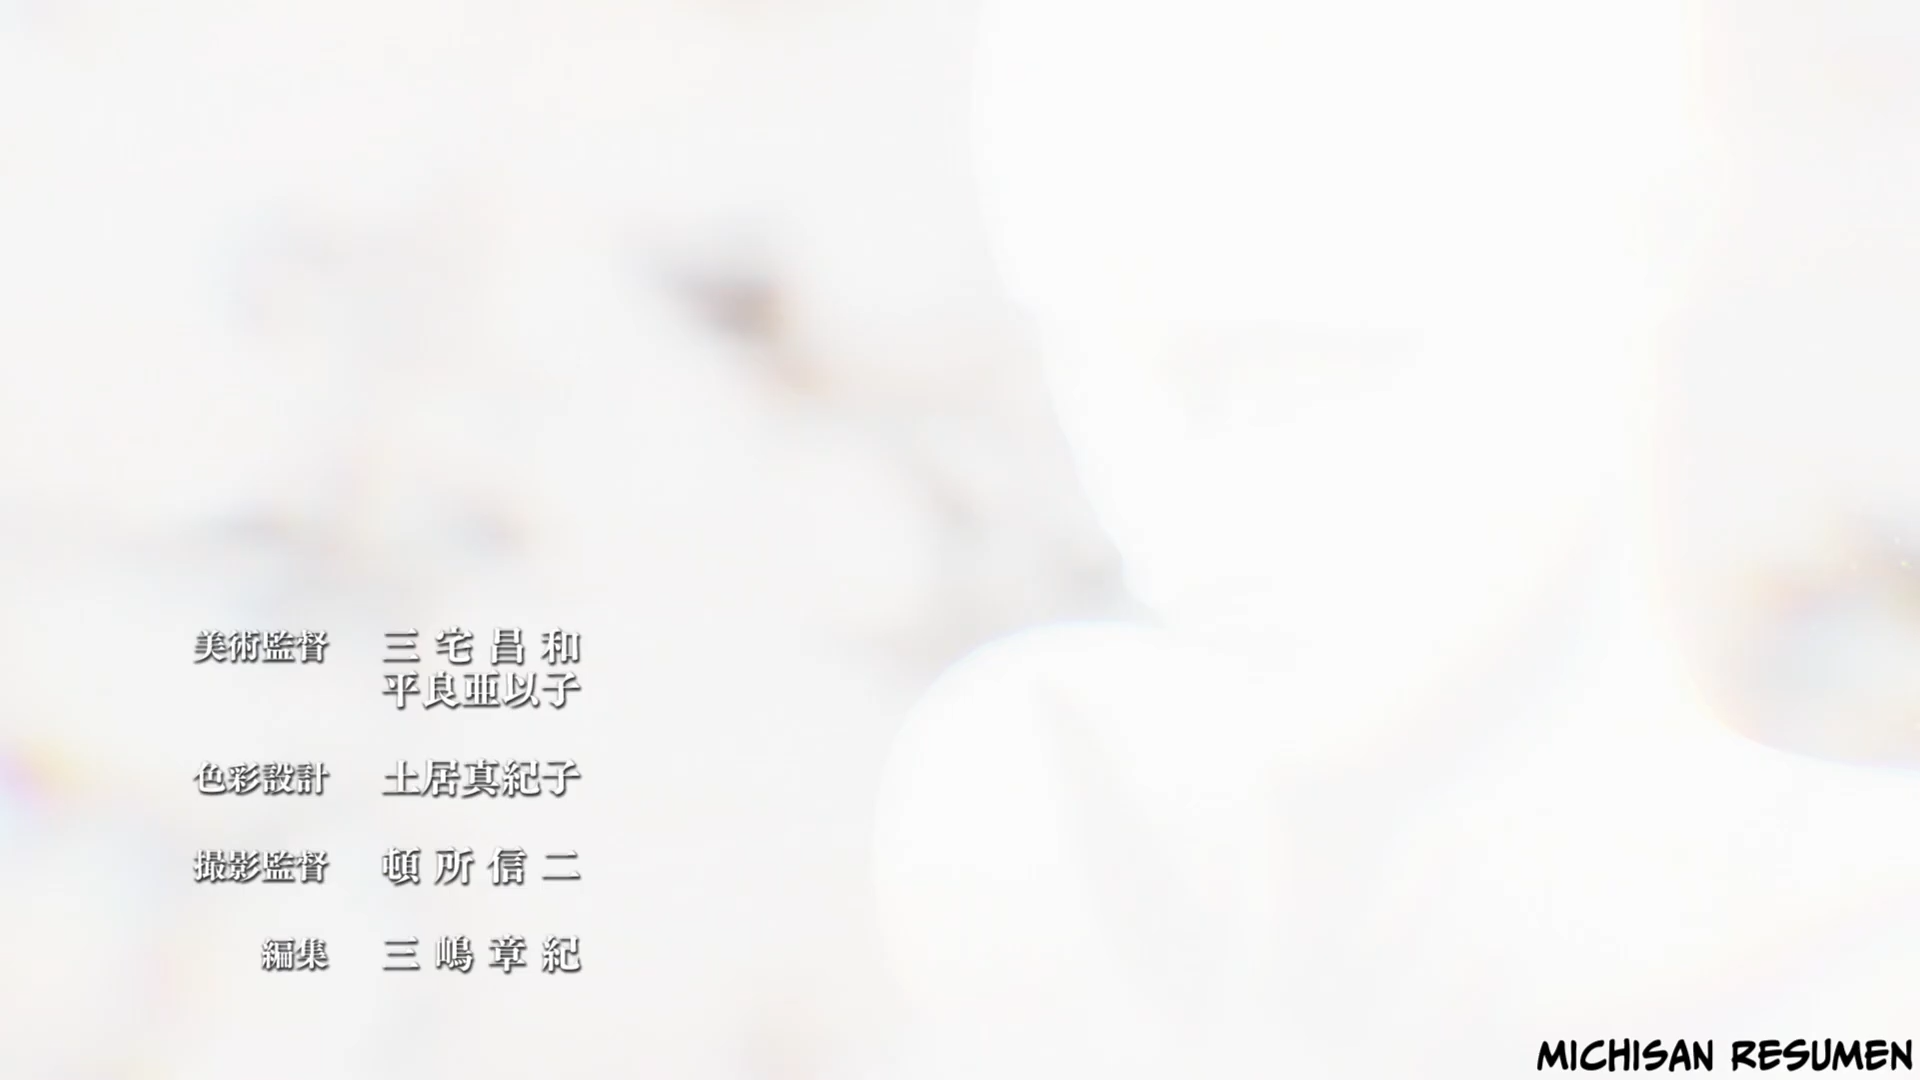 美術監督 三宅昌和
平良亜以子
色彩設計 土居真紀子
撮影監督 頓所信二
編集 三嶋章紀
MICHISAN RESUMEN